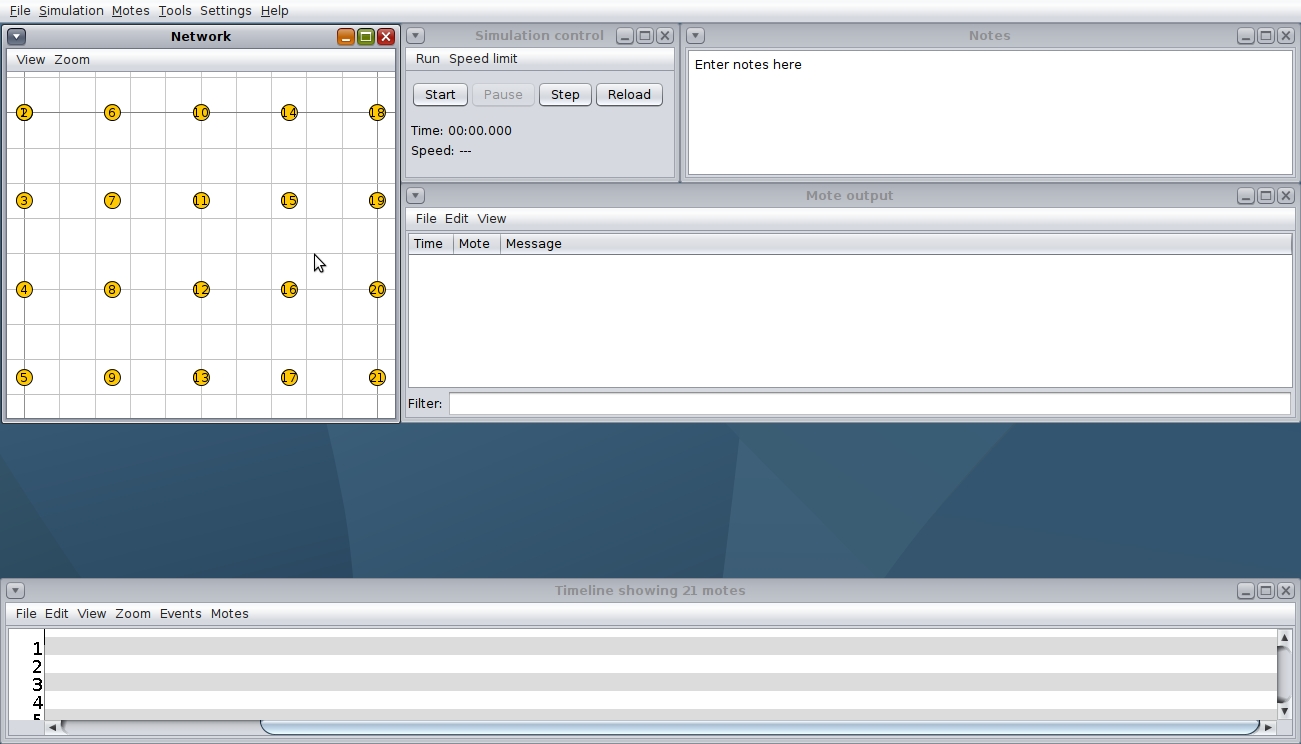 File Simulation Motes Tools Settings Help
Network
View Zoom
6 10 14 18
3 7 11 15 19
4 8 12 16 20
5 9 13 17 21
Simulation control
Run Speed limit
Start Pause Step Reload
Time: 00:00.000
Speed: ---
Notes
Enter notes here
Mote output
File Edit View
Time Mote Message
Filter:
Timeline showing 21 motes
File Edit View Zoom Events Motes
1
2
3
4
5